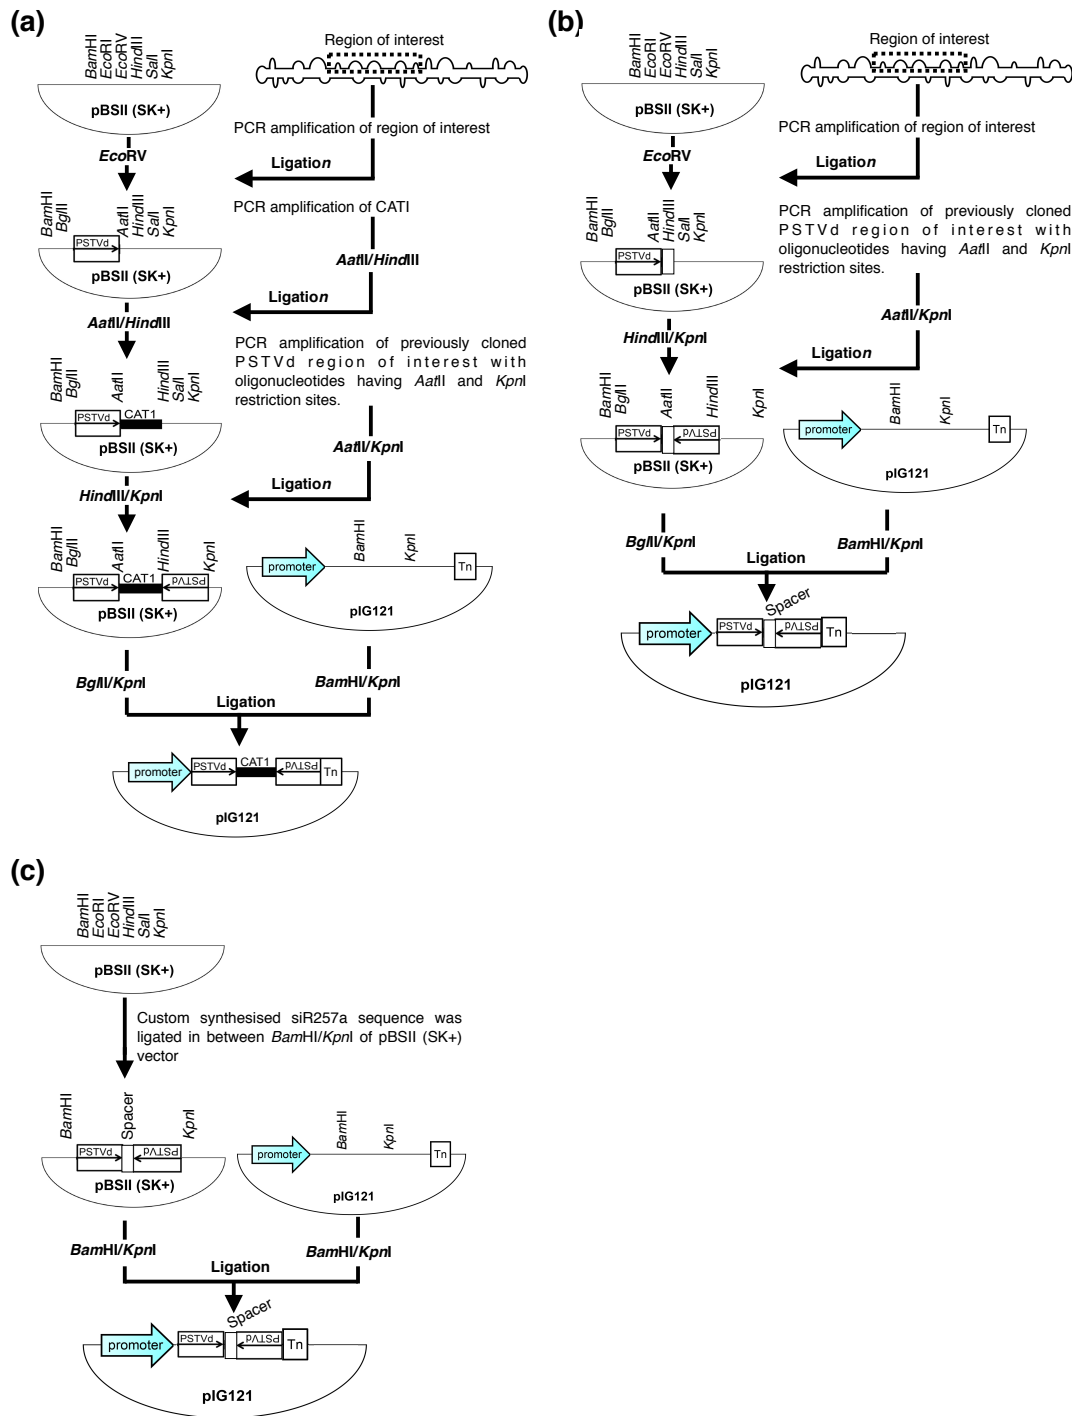 (a)
BamHI
EcoRI
EcoRV
HindIII
SalI
KpnI
pBSII (SK+)
Region of interest
PCR amplification of region of interest
EcoRV
Ligation
BamHI
BglII
AatII
HindIII
SalI
KpnI
PSTVd
pBSII (SK+)
PCR amplification of CATI
AatII/HindIII
Ligation
AatII/HindIII
PCR amplification of previously cloned
PSTVd region of interest with
oligonucleotides having AatII and KpnI
restriction sites.
BamHI
BglII
AatII
HindIII
SalI
KpnI
PSTVd
CAT1
pBSII (SK+)
AatII/KpnI
HindIII/KpnI
Ligation
BamHI
BglII
AatII
HindIII
KpnI
PSTVd
CAT1
PSTVd
pBSII (SK+)
BamHI
KpnI
promoter
Tn
pIG121
BglII/KpnI
BamHI/KpnI
Ligation
promoter
PSTVd
CAT1
PSTVd
Tn
pIG121
(b)
BamHI
EcoRI
EcoRV
HindIII
SalI
KpnI
pBSII (SK+)
Region of interest
PCR amplification of region of interest
EcoRV
Ligation
BamHI
BglII
AatII
HindIII
SalI
KpnI
PSTVd
pBSII (SK+)
PCR amplification of previously cloned
PSTVd region of interest with
oligonucleotides having AatII and KpnI
restriction sites.
HindIII/KpnI
AatII/KpnI
Ligation
BamHI
BglII
AatII
HindIII
KpnI
PSTVd
PSTVd
pBSII (SK+)
BamHI
KpnI
promoter
Tn
pIG121
BglII/KpnI
BamHI/KpnI
Ligation
Spacer
promoter
PSTVd
PSTVd
Tn
pIG121
(c)
BamHI
EcoRI
EcoRV
HindIII
SalI
KpnI
pBSII (SK+)
Custom synthesised siR257a sequence was
ligated in between BamHI/KpnI of pBSII (SK+)
vector
BamHI
Spacer
KpnI
PSTVd
PSTVd
pBSII (SK+)
BamHI
KpnI
promoter
Tn
pIG121
BamHI/KpnI
BamHI/KpnI
Ligation
Spacer
promoter
PSTVd
PSTVd
Tn
pIG121